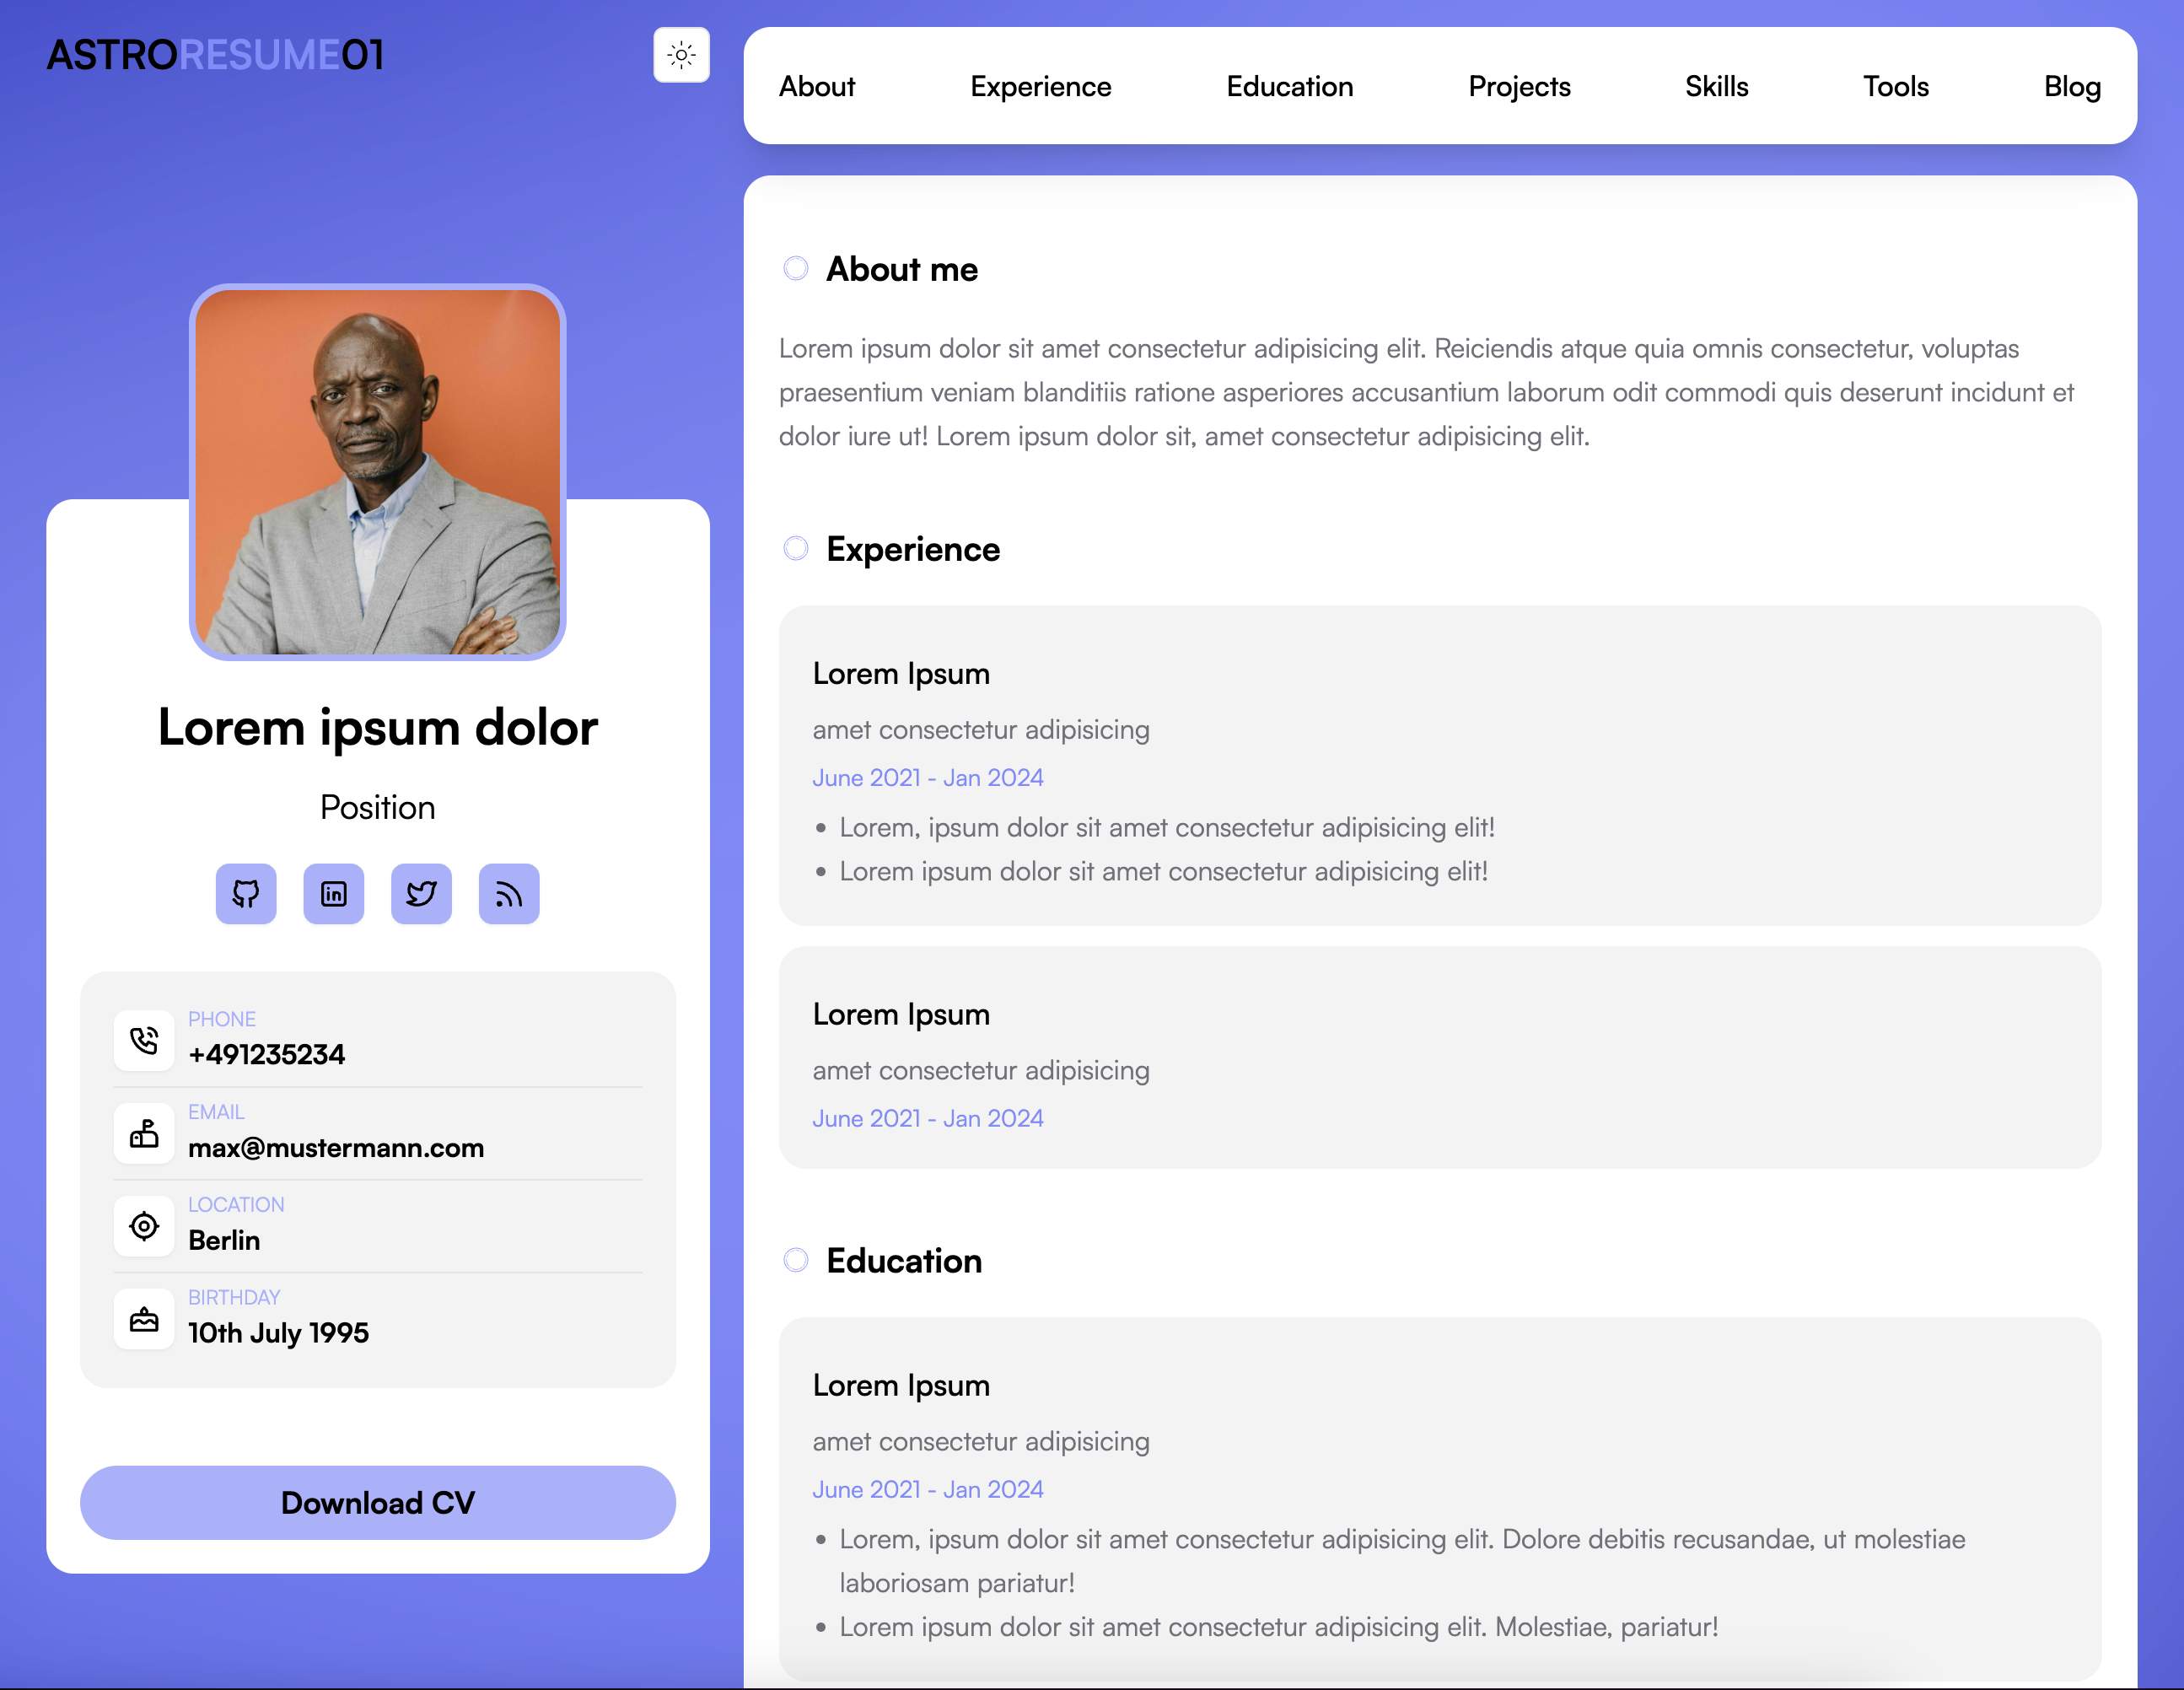 ASTRORESUME01
About Experience Education Projects Skills Tools Blog
Lorem ipsum dolor
Position
in
PHONE
+491235234
EMAIL
max@mustermann.com
LOCATION
Berlin
BIRTHDAY
10th July 1995
Download CV
About me
Lorem ipsum dolor sit amet consectetur adipisicing elit. Reiciendis atque quia omnis consectetur, voluptas
praesentium veniam blanditiis ratione asperiores accusantium laborum odit commodi quis deserunt incidunt et
dolor iure ut! Lorem ipsum dolor sit, amet consectetur adipisicing elit.
Experience
Lorem Ipsum
amet consectetur adipisicing
June 2021 - Jan 2024
• Lorem, ipsum dolor sit amet consectetur adipisicing elit!
• Lorem ipsum dolor sit amet consectetur adipisicing elit!
Lorem Ipsum
amet consectetur adipisicing
June 2021 - Jan 2024
Education
Lorem Ipsum
amet consectetur adipisicing
June 2021 - Jan 2024
• Lorem, ipsum dolor sit amet consectetur adipisicing elit. Dolore debitis recusandae, ut molestiae
laboriosam pariatur!
• Lorem ipsum dolor sit amet consectetur adipisicing elit. Molestiae, pariatur!